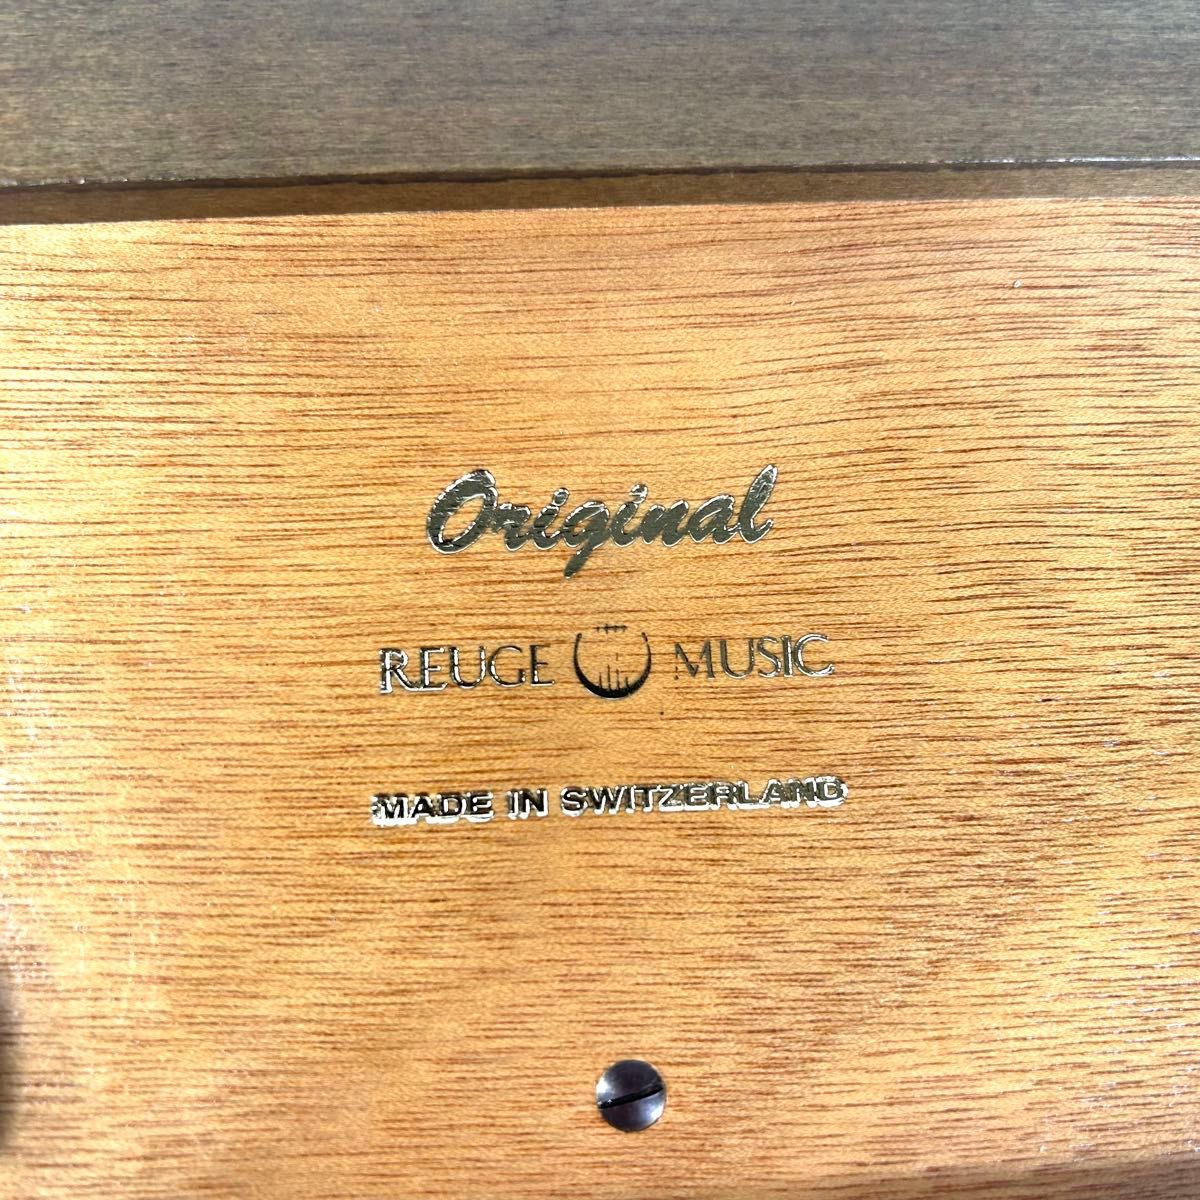 Original
REUGE MUSIC
MADE IN SWITZERLAND